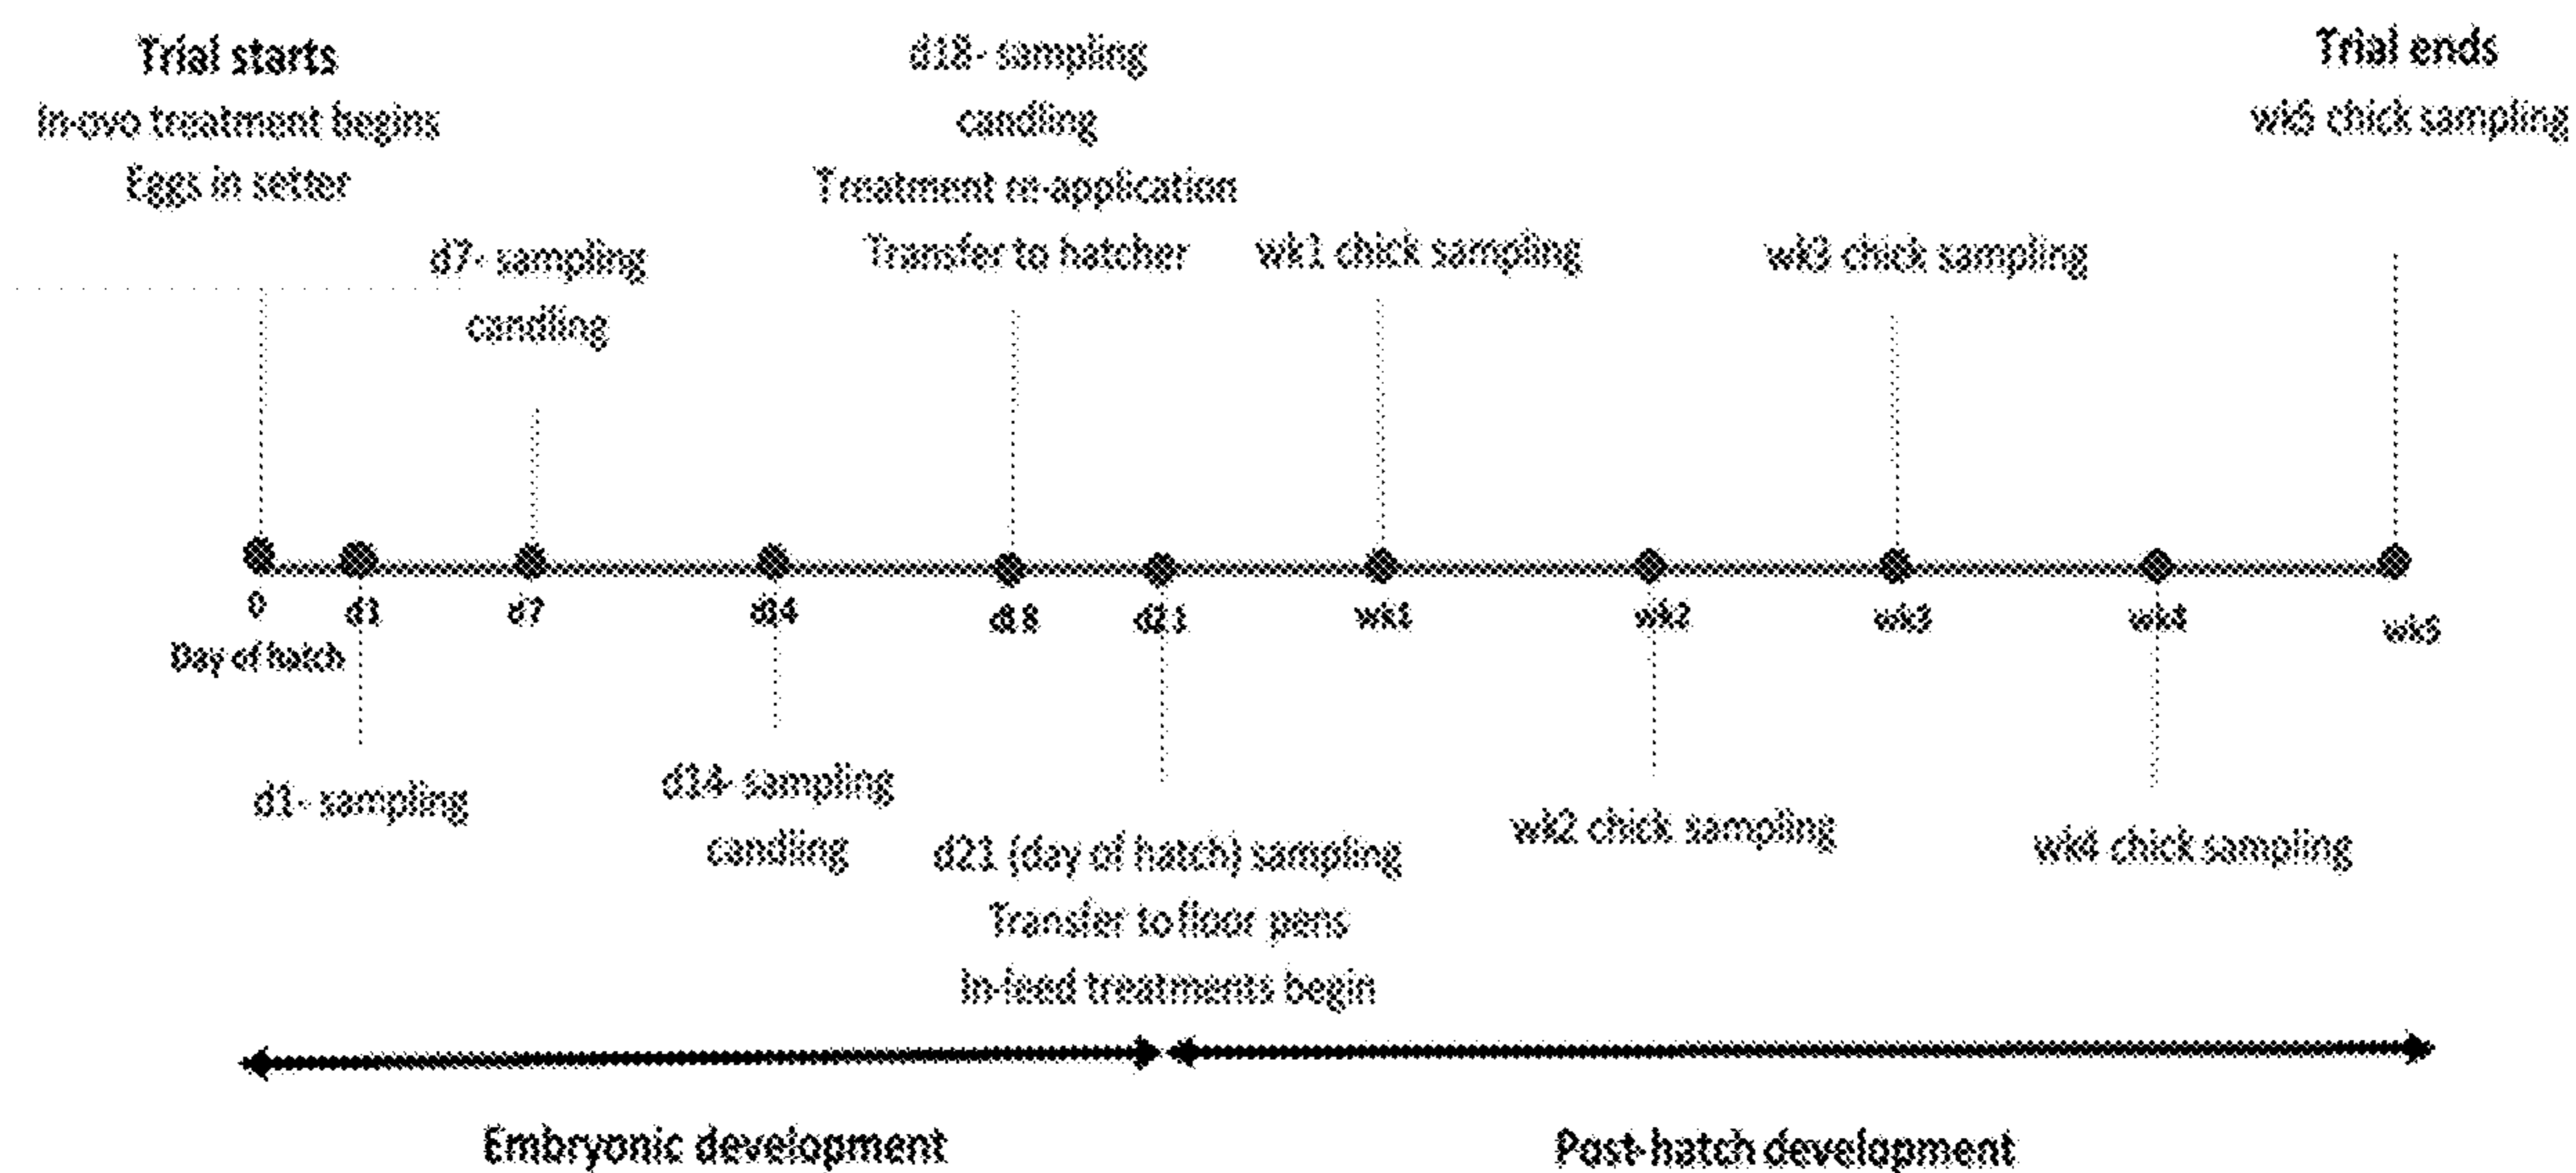 Trial starts
In-ovo treatment begins
Eggs in setter
d7- sampling
candling
d18- sampling
candling
Treatment re-application
Transfer to hatcher
wk1 chick sampling
wk3 chick sampling
Trial ends
chick sampling
0
d1
d7
d14
d18
d21
wk1
wk2
wk3
wk4
wk5
Day of hatch
d1- sampling
d14- sampling
candling
d21 (day of hatch) sampling
Transfer to floor pens
In-feed treatments begin
wk2 chick sampling
wk4 chick sampling
Embryonic development
Post-hatch development